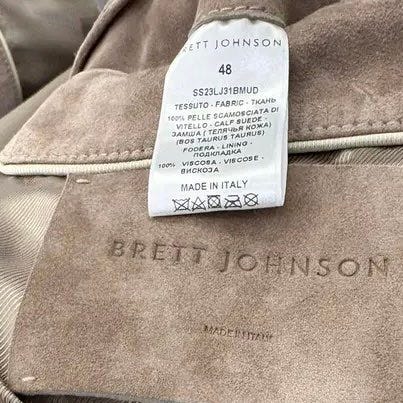 BRETT JOHNSON
48
SS23LJ31BMUD
TESSUTO - FABRIC - ТКАНЬ
100% PELLE SCAMOSCIATA DI
VITELLO - CALF SUEDE -
ЗАМША ( ТЕЛЯЧЬЯ КОЖА)
(BOS TAURUS TAURUS)
FODERA - LINING -
ПОДКЛАДКА
100% VISCOSA - VISCOSE -
ВИСКОЗА
MADE IN ITALY
BRETT JOHNSON
MADE IN ITALY